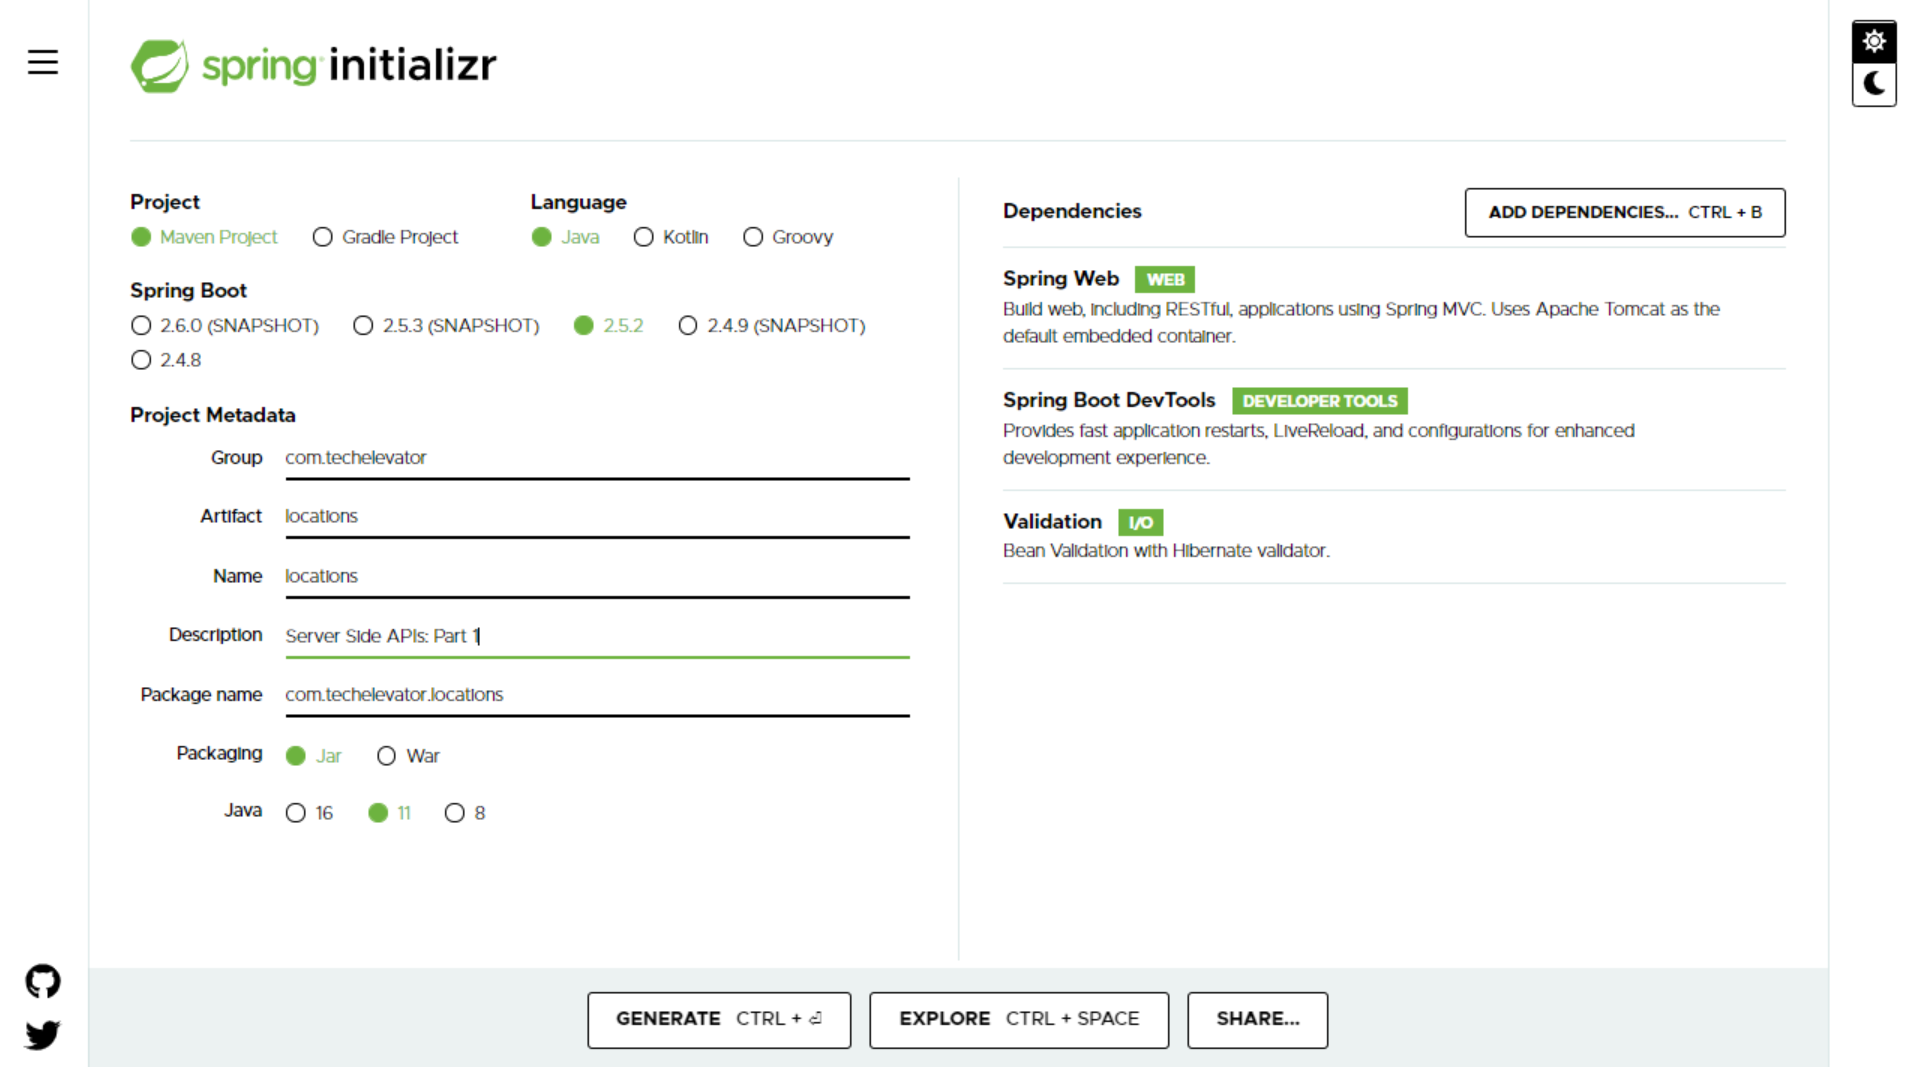 spring initializr
Project
Maven Project Gradle Project
Language
Java Kotlin Groovy
Spring Boot
2.6.0 (SNAPSHOT) 2.5.3 (SNAPSHOT) 2.5.2 2.4.9 (SNAPSHOT)
2.4.8
Project Metadata
Group com.techelevator
Artifact locations
Name locations
Description Server Side APIs: Part 1
Package name com.techelevator.locations
Packaging Jar War
Java 16 11 8
Dependencies
ADD DEPENDENCIES... CTRL + B
Spring Web WEB
Build web, including RESTful, applications using Spring MVC. Uses Apache Tomcat as the
default embedded container.
Spring Boot DevTools DEVELOPER TOOLS
Provides fast application restarts, LiveReload, and configurations for enhanced
development experience.
Validation I/O
Bean Validation with Hibernate validator.
GENERATE CTRL + ⏎
EXPLORE CTRL + SPACE
SHARE...